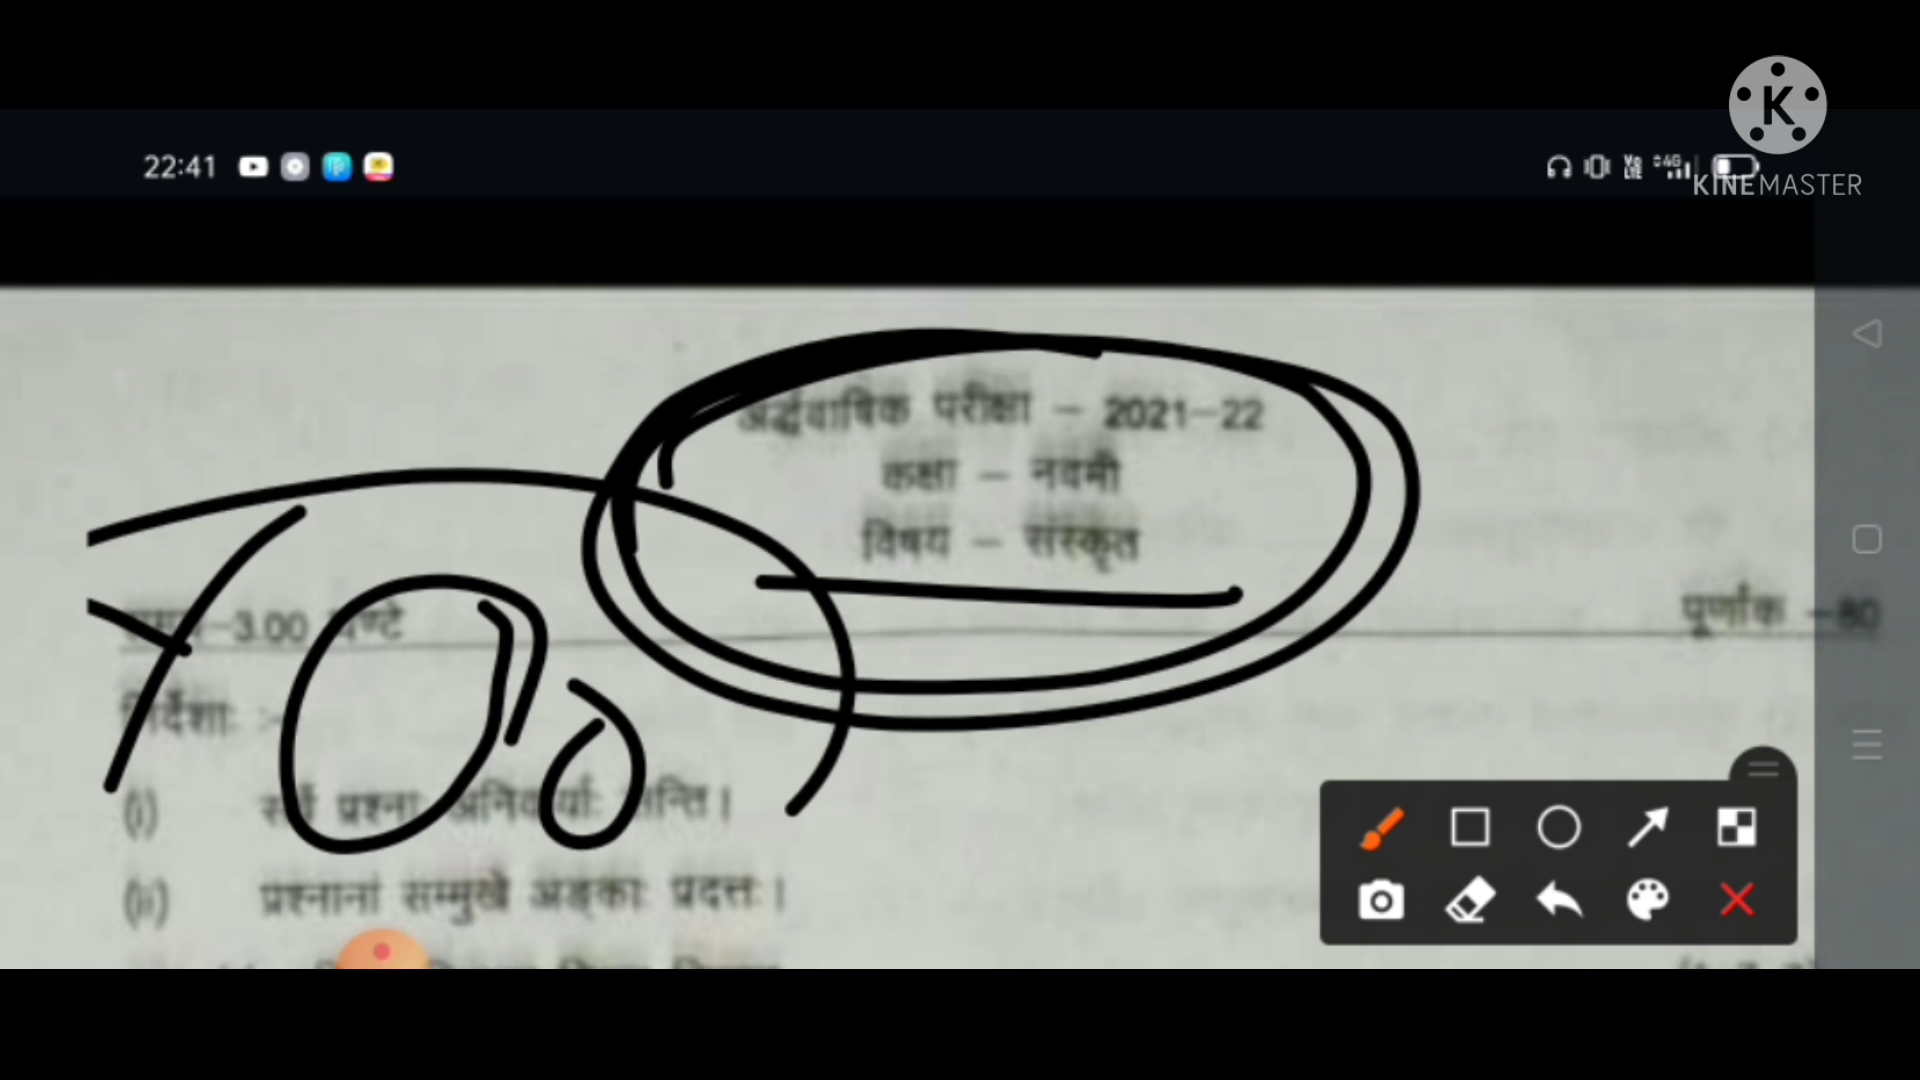 22:41
KINEMASTER
अर्द्धवार्षिक परीक्षा – 2021–22
कक्षा – नवमी
विषय – संस्कृत
समय–3.00 घण्टे
पूर्णांक –80
निर्देशाः :-
(i) सर्वे प्रश्नाः अनिवार्याः सन्ति।
(ii) प्रश्नानां सम्मुखे अङ्काः प्रदत्तः।